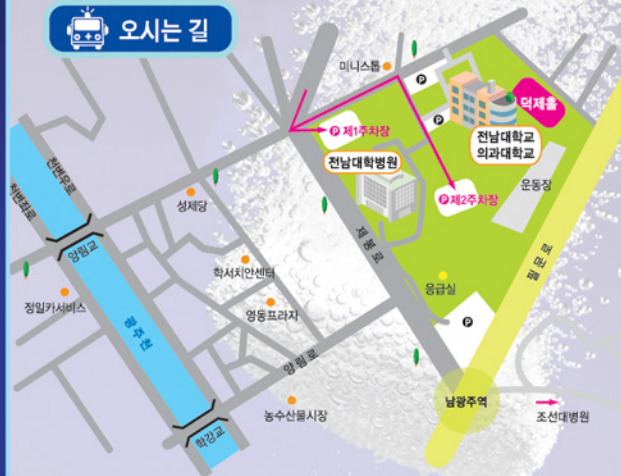 오시는 길
미니스톱
P
P
덕제홀
P 제1주차장
전남대학교
의과대학교
전남대학병원
천변우로
천변좌로
운동장
성제당
P 제2주차장
제봉로
필문로
양림교
학서치안센터
응급실
정일카서비스
영동프라자
광주천
P
양림로
남광주역
농수산물시장
조선대병원
학강교